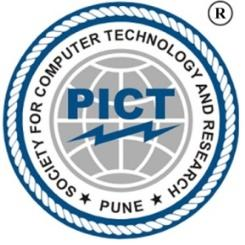 ®
SOCIETY FOR COMPUTER TECHNOLOGY AND RESEARCH
PICT
★ PUNE ★